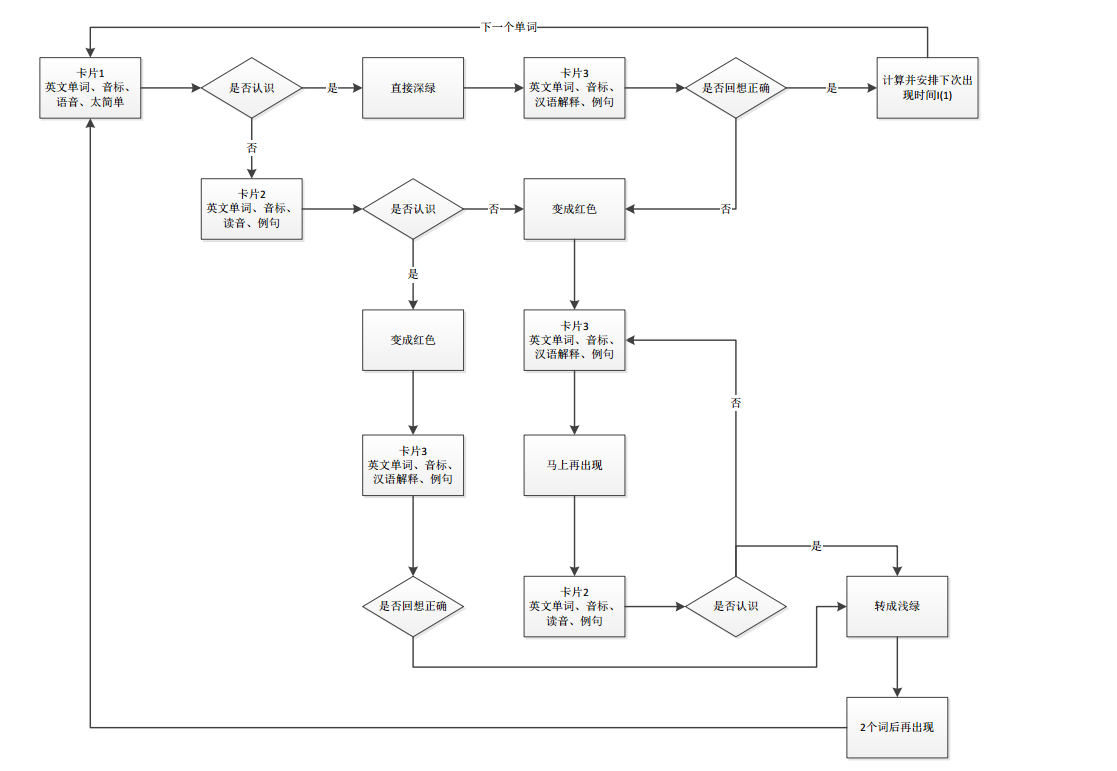 下一个单词
卡片1
英文单词、音标、
语音、太简单
是否认识
是
直接深绿
卡片3
英文单词、音标、
汉语解释、例句
是否回想正确
是
计算并安排下次出
现时间I(1)
否
卡片2
英文单词、音标、
读音、例句
是否认识
否
变成红色
否
是
变成红色
卡片3
英文单词、音标、
汉语解释、例句
否
卡片3
英文单词、音标、
汉语解释、例句
马上再出现
是
是否回想正确
卡片2
英文单词、音标、
读音、例句
是否认识
转成浅绿
2个词后再出现